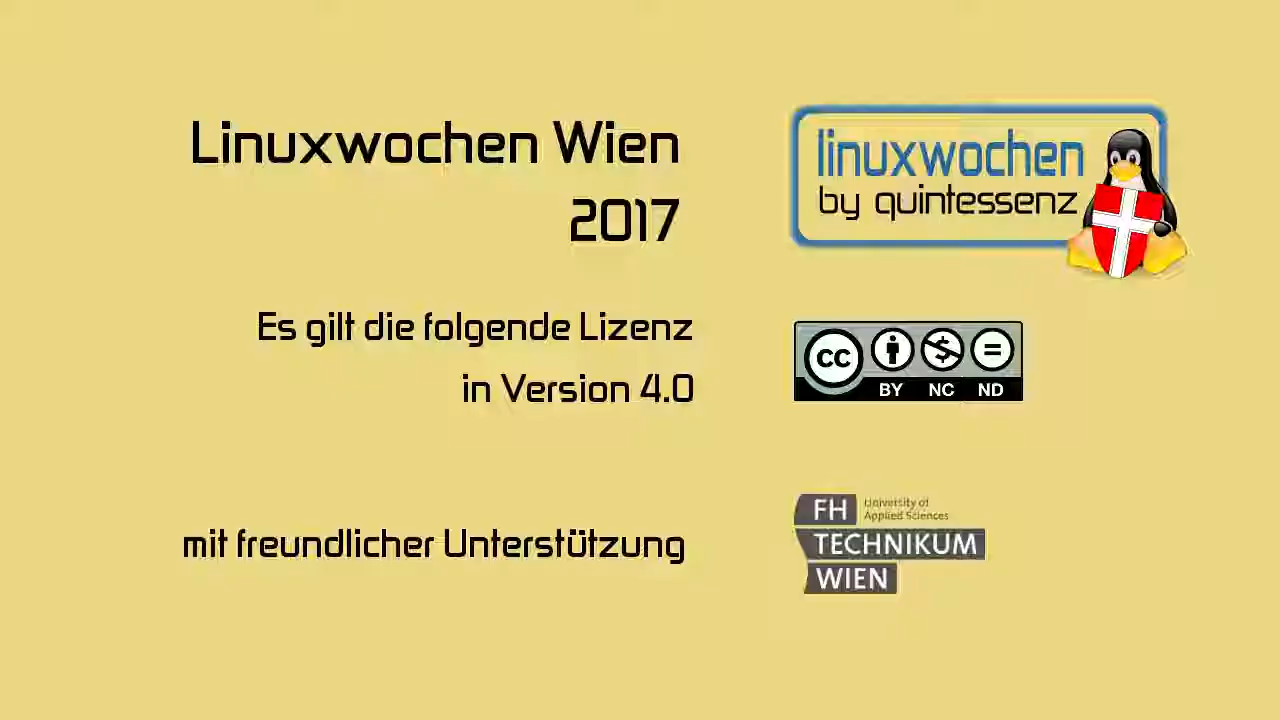 Linuxwochen Wien
2017
linuxwochen
by quintessenz
Es gilt die folgende Lizenz
in Version 4.0
cc
BY NC ND
mit freundlicher Unterstützung
FH University of
Applied Sciences
TECHNIKUM
WIEN